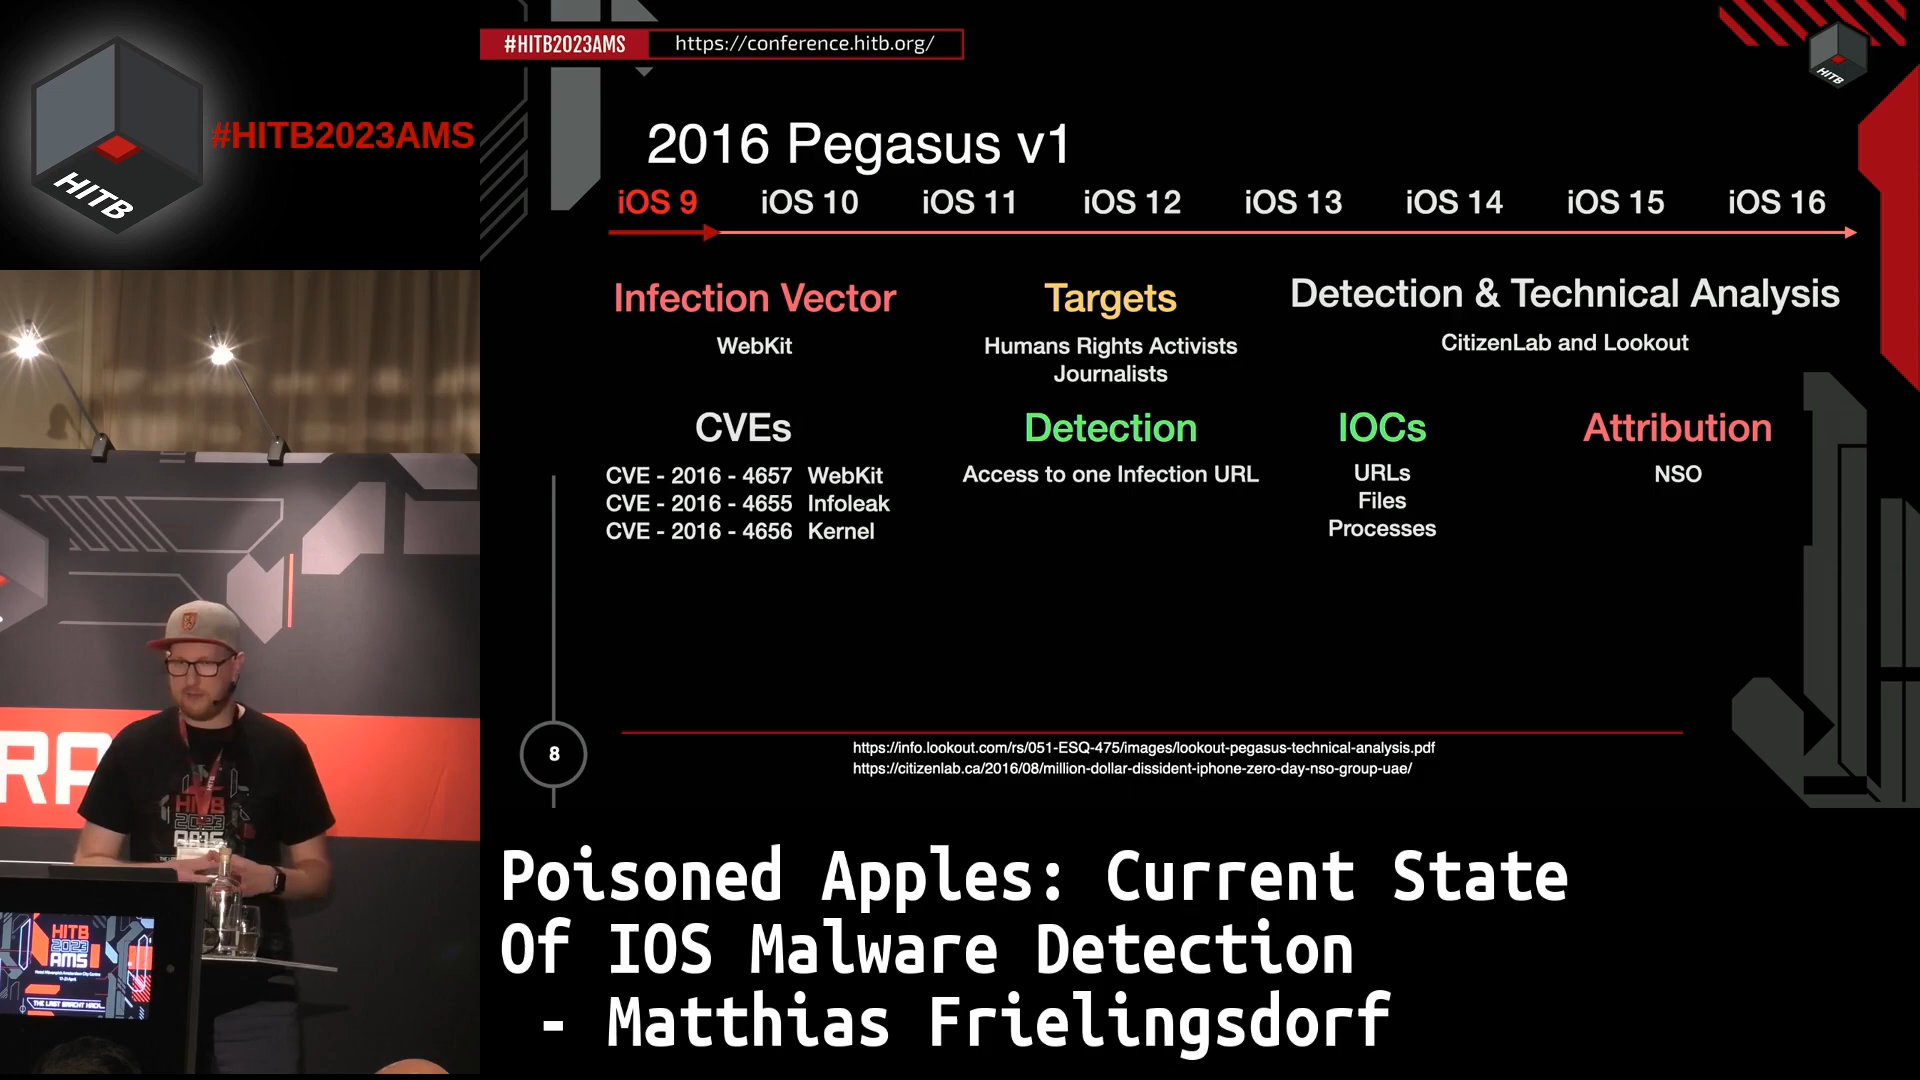 HITB
#HITB2023AMS
#HITB2023AMS
https://conference.hitb.org/
HITB
2016 Pegasus v1
iOS 9
iOS 10
iOS 11
iOS 12
iOS 13
iOS 14
iOS 15
iOS 16
Infection Vector
WebKit
Targets
Humans Rights Activists
Journalists
Detection & Technical Analysis
CitizenLab and Lookout
CVEs
CVE - 2016 - 4657 WebKit
CVE - 2016 - 4655 Infoleak
CVE - 2016 - 4656 Kernel
Detection
Access to one Infection URL
IOCs
URLs
Files
Processes
Attribution
NSO
8
https://info.lookout.com/rs/051-ESQ-475/images/lookout-pegasus-technical-analysis.pdf
https://citizenlab.ca/2016/08/million-dollar-dissident-iphone-zero-day-nso-group-uae/
RA
HITB
2023
AMS
HITB
2023
AMS
Poisoned Apples: Current State
Of IOS Malware Detection
- Matthias Frielingsdorf